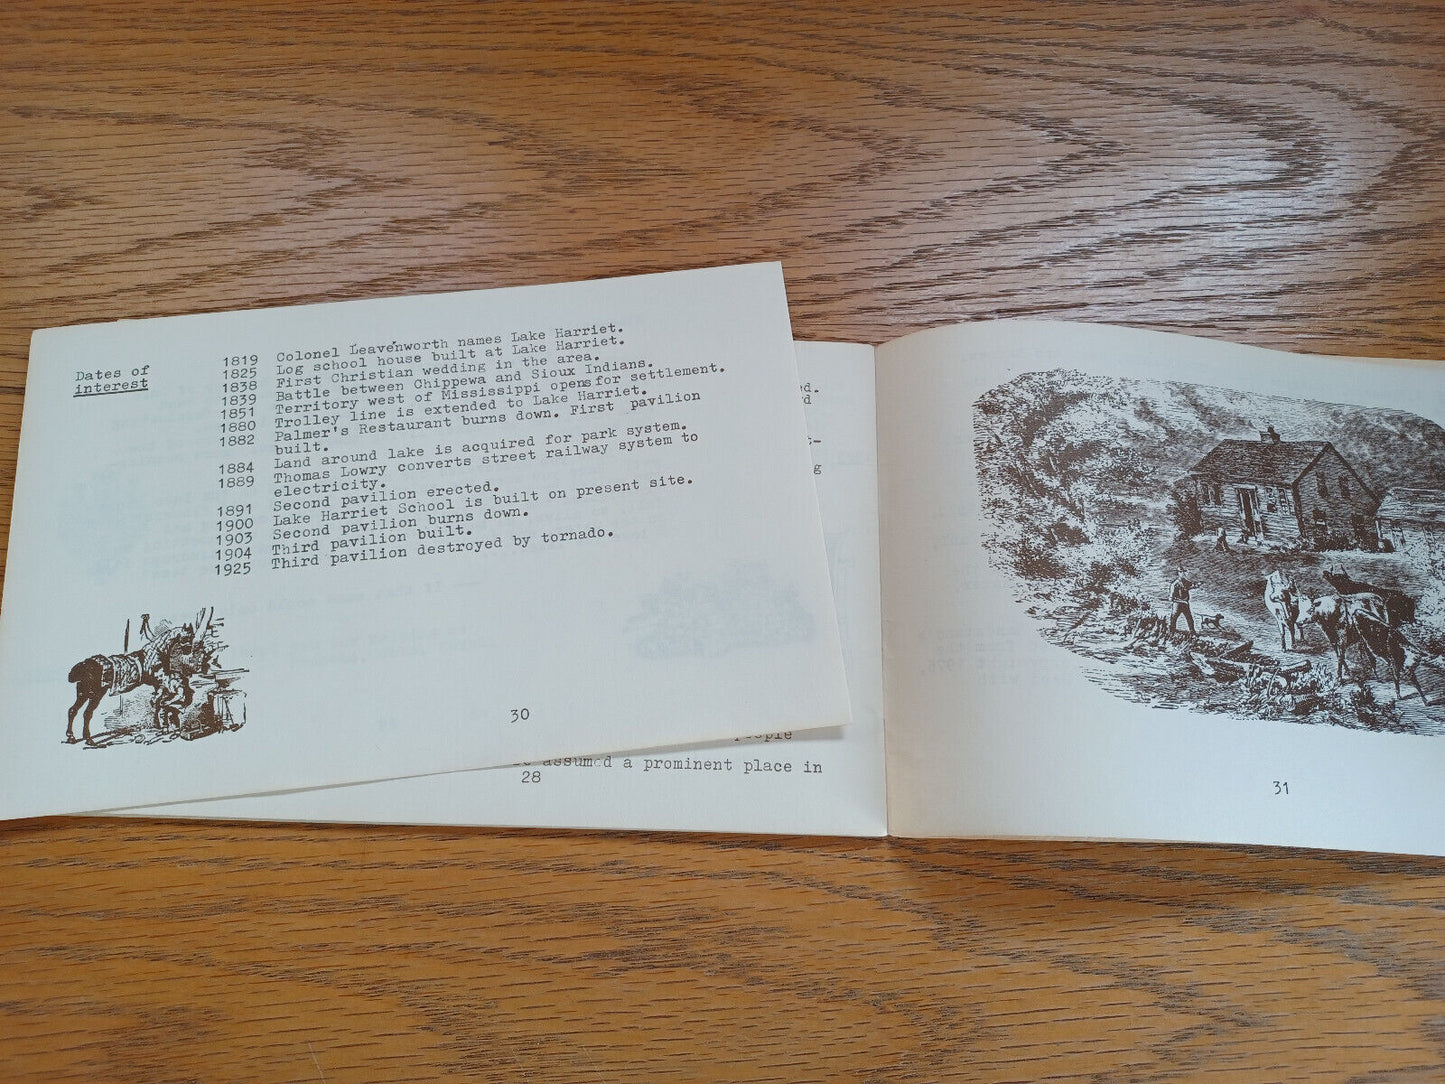 Dates of
interest
1819 Colonel Leavenworth names Lake Harriet.
1825 Log school house built at Lake Harriet.
1838 First Christian wedding in the area.
1839 Battle between Chippewa and Sioux Indians.
1851 Territory west of Mississippi opens for settlement.
1880 Trolley line is extended to Lake Harriet.
1882 Palmer's Restaurant burns down. First pavilion
built.
1884 Land around lake is acquired for park system.
1889 Thomas Lowry converts street railway system to
electricity.
1891 Second pavilion erected.
1900 Lake Harriet School is built on present site.
1903 Second pavilion burns down.
1904 Third pavilion built.
1925 Third pavilion destroyed by tornado.
30
people
assumed a prominent place in
28
31